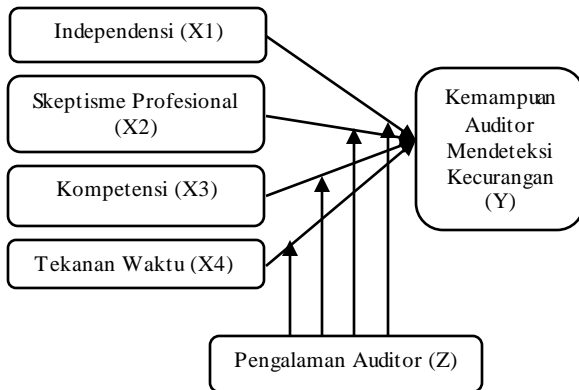 Independensi (X1)
Skeptisme Profesional
(X2)
Kompetensi (X3)
Tekanan Waktu (X4)
Kemampuan
Auditor
Mendeteksi
Kecurangan
(Y)
Pengalaman Auditor (Z)